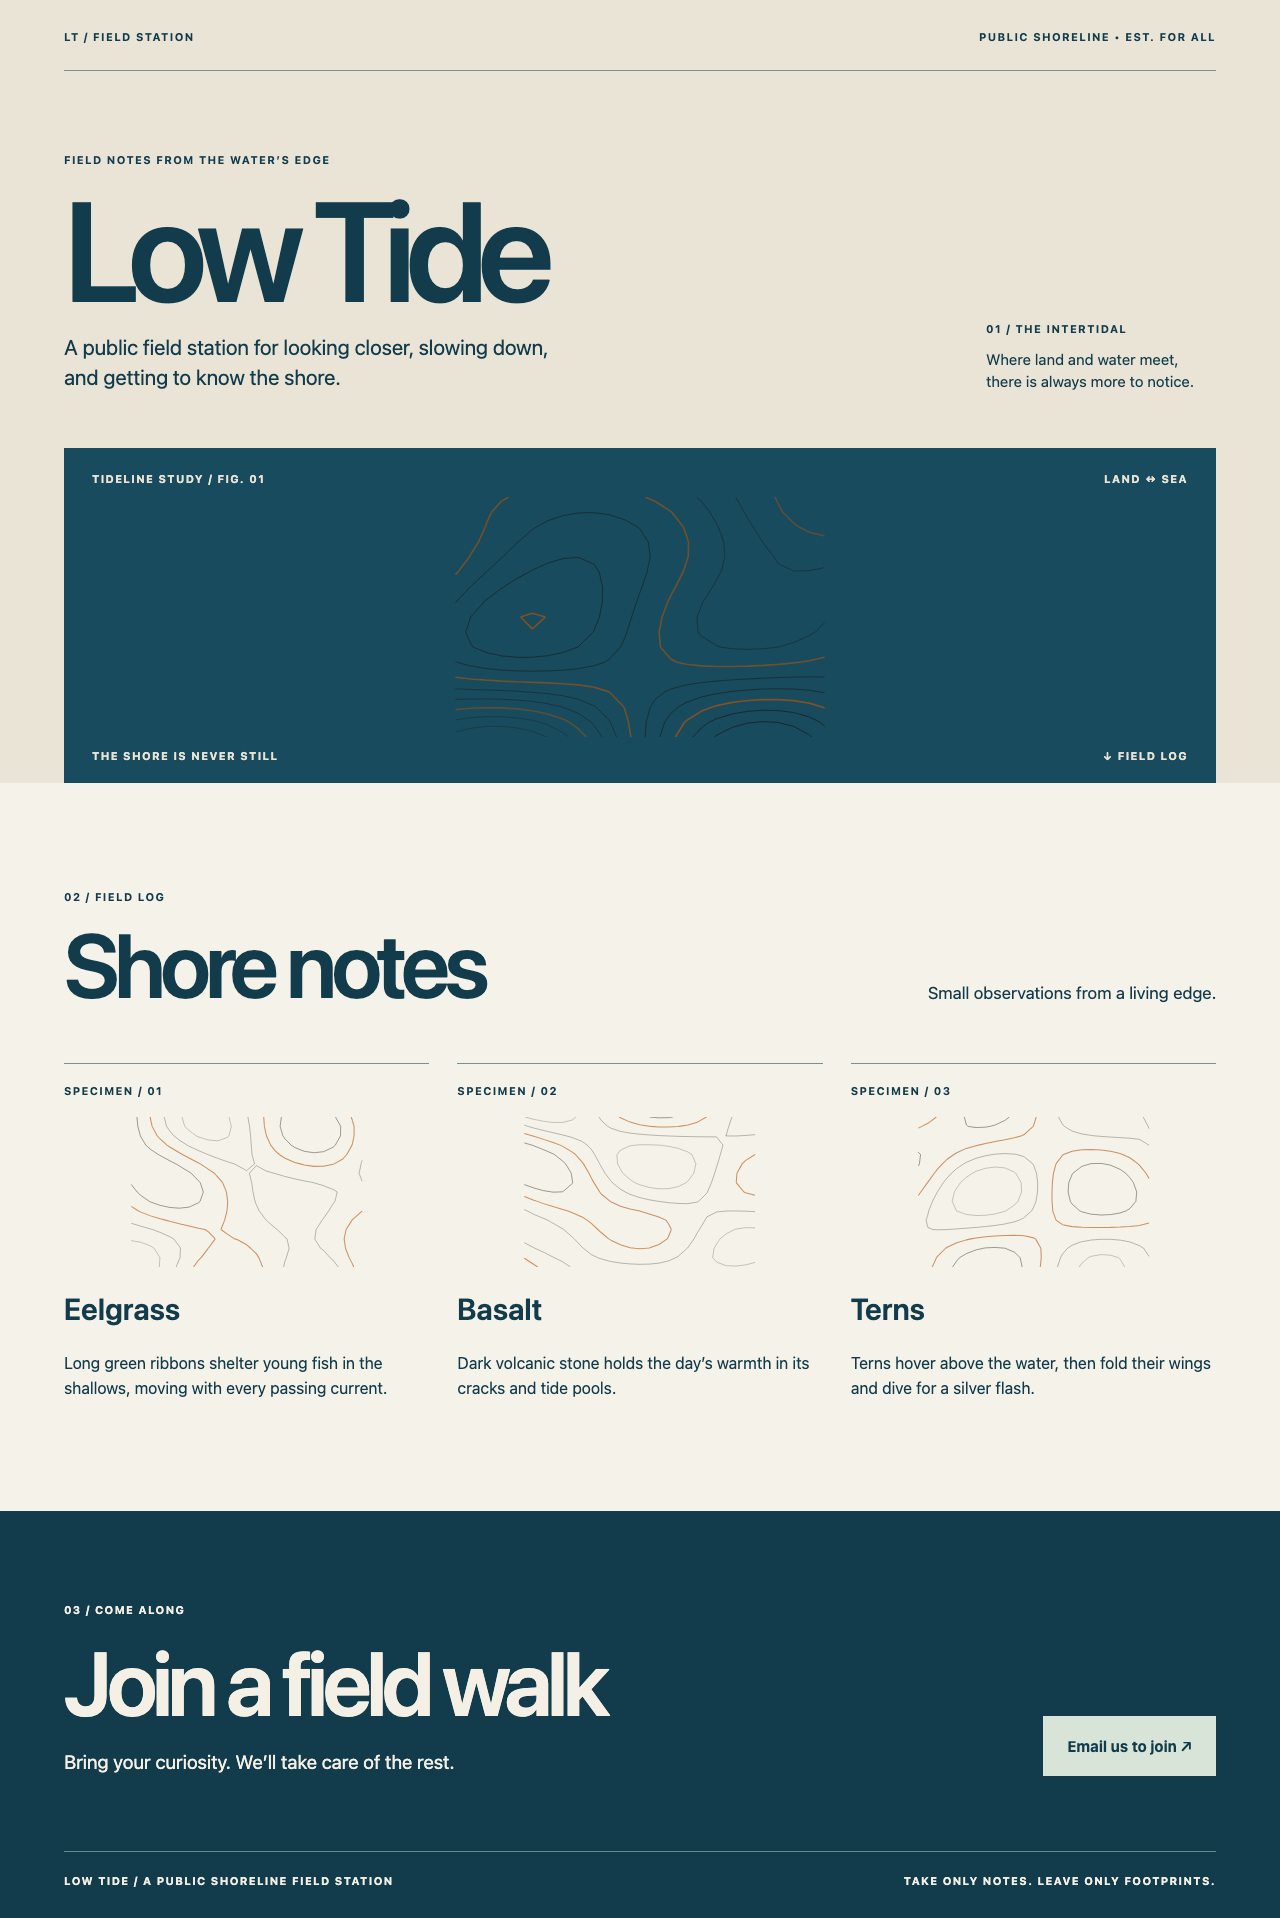 LT / FIELD STATION
PUBLIC SHORELINE • EST. FOR ALL
FIELD NOTES FROM THE WATER’S EDGE
Low Tide
A public field station for looking closer, slowing down,
and getting to know the shore.
01 / THE INTERTIDAL
Where land and water meet,
there is always more to notice.
TIDELINE STUDY / FIG. 01
LAND ↔ SEA
THE SHORE IS NEVER STILL
↓ FIELD LOG
02 / FIELD LOG
Shore notes
Small observations from a living edge.
SPECIMEN / 01
SPECIMEN / 02
SPECIMEN / 03
Eelgrass
Long green ribbons shelter young fish in the
shallows, moving with every passing current.
Basalt
Dark volcanic stone holds the day’s warmth in its
cracks and tide pools.
Terns
Terns hover above the water, then fold their wings
and dive for a silver flash.
03 / COME ALONG
Join a field walk
Bring your curiosity. We’ll take care of the rest.
Email us to join ↗
LOW TIDE / A PUBLIC SHORELINE FIELD STATION
TAKE ONLY NOTES. LEAVE ONLY FOOTPRINTS.